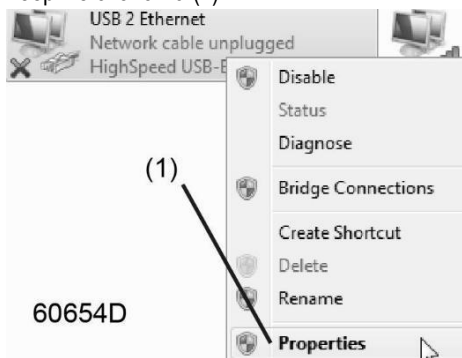 USB 2 Ethernet
Network cable unplugged
HighSpeed USB-E
Disable
Status
Diagnose
(1)
Bridge Connections
Create Shortcut
Delete
Rename
60654D
Properties